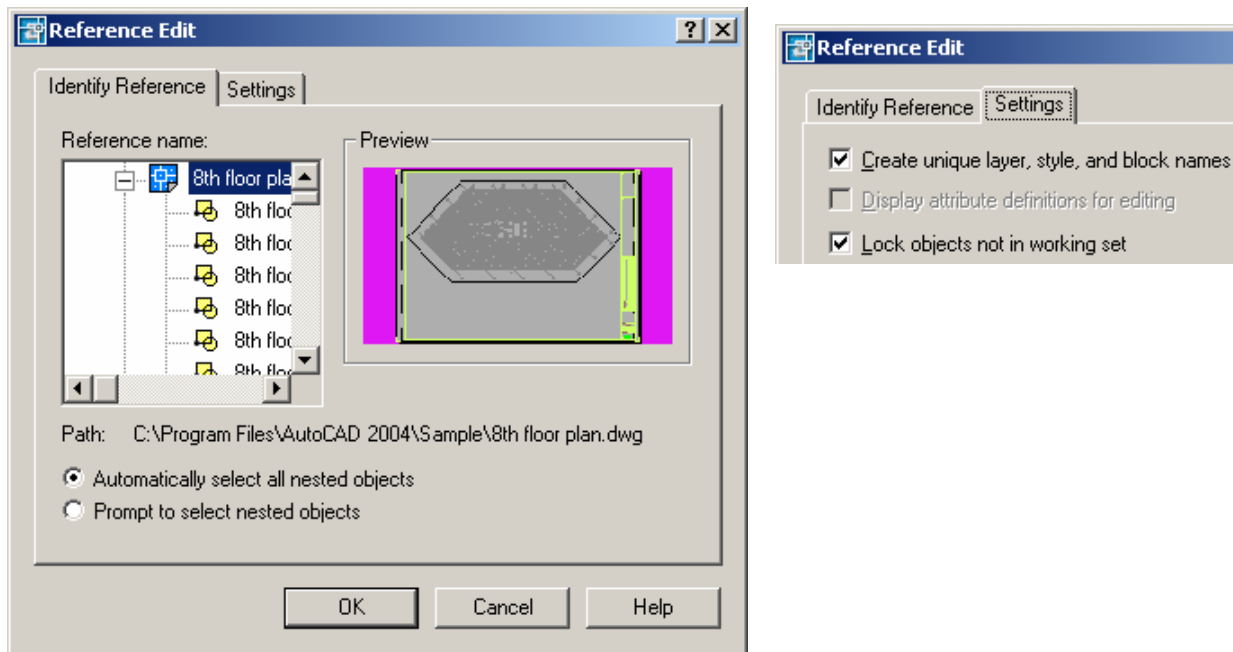 Reference Edit
Identify Reference
Settings
Reference name:
Preview
8th floor pla
8th floo
8th floo
8th floo
8th floo
8th floo
8th floo
Path: C:\Program Files\AutoCAD 2004\Sample\8th floor plan.dwg
Automatically select all nested objects
Prompt to select nested objects
OK
Cancel
Help
Reference Edit
Identify Reference
Settings
Create unique layer, style, and block names
Display attribute definitions for editing
Lock objects not in working set